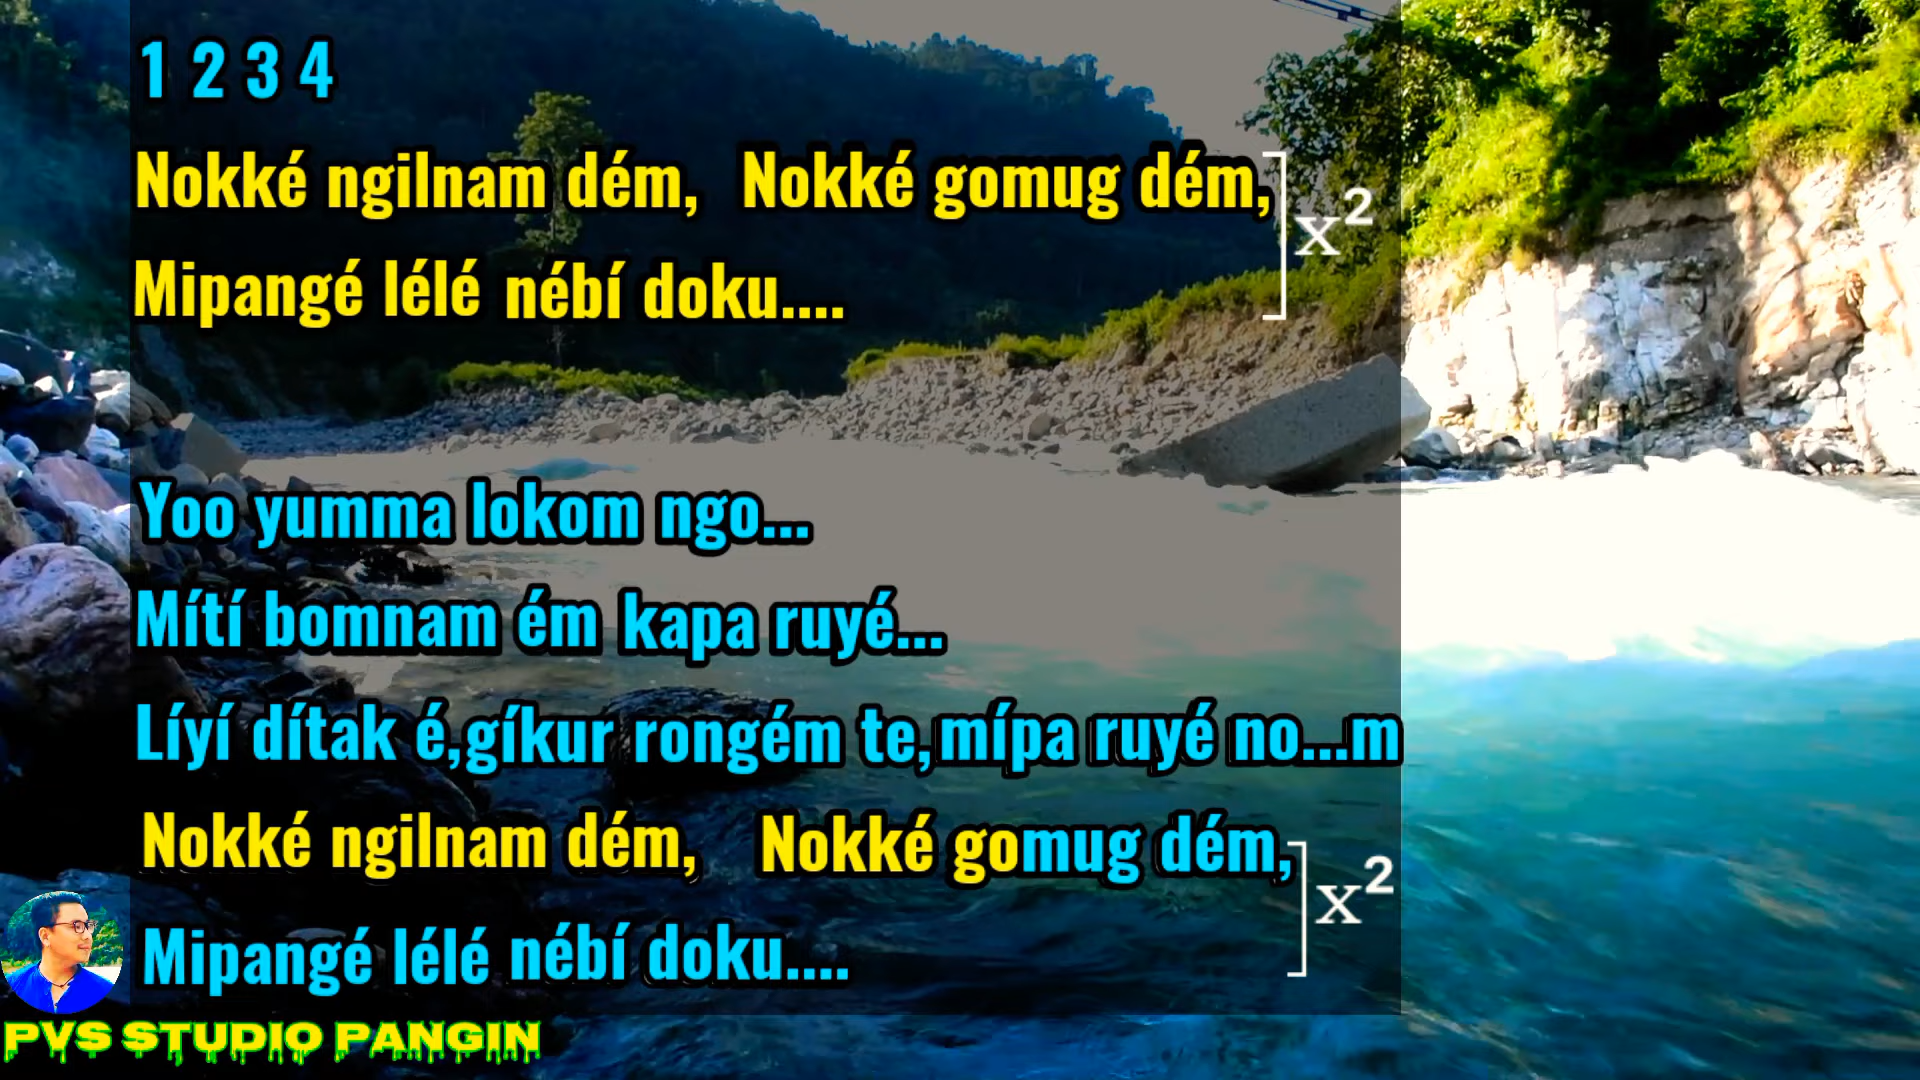 1 2 3 4
Nokké ngilnam dém, Nokké gomug dém,
Mipangé lélé nébí doku.... ] x²
Yoo yumma lokom ngo...
Mítí bomnam ém kapa ruyé...
Líyí dítak é,gíkur rongém te,mípa ruyé no...m
Nokké ngilnam dém, Nokké gomug dém,
Mipangé lélé nébí doku.... ] x²
PVS STUDIO PANGIN